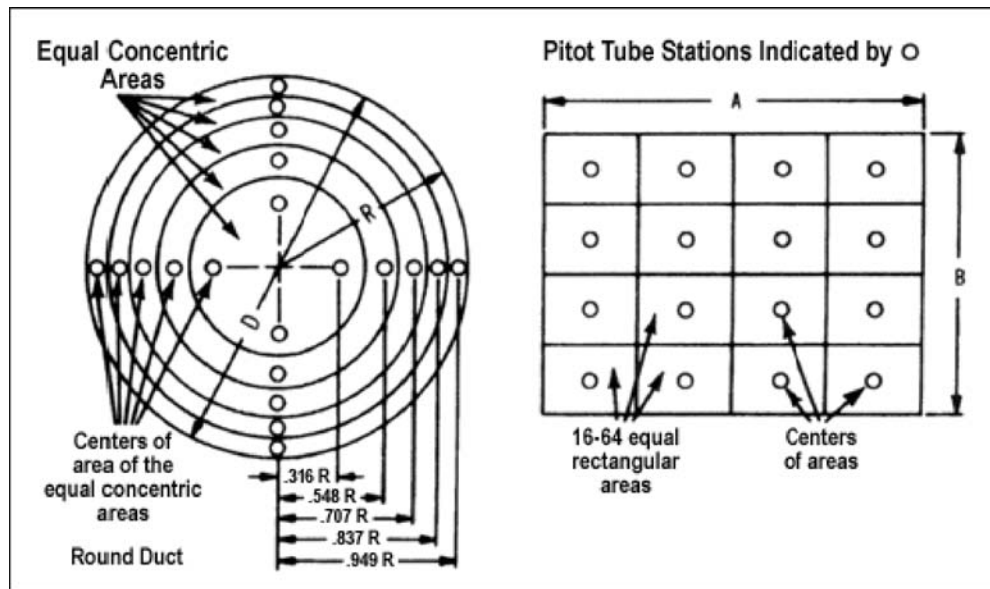 Equal Concentric
Areas
R
D
Centers of
area of the
equal concentric
areas
Round Duct
.316 R
.548 R
.707 R
.837 R
.949 R
Pitot Tube Stations Indicated by O
A
B
16-64 equal
rectangular
areas
Centers
of areas